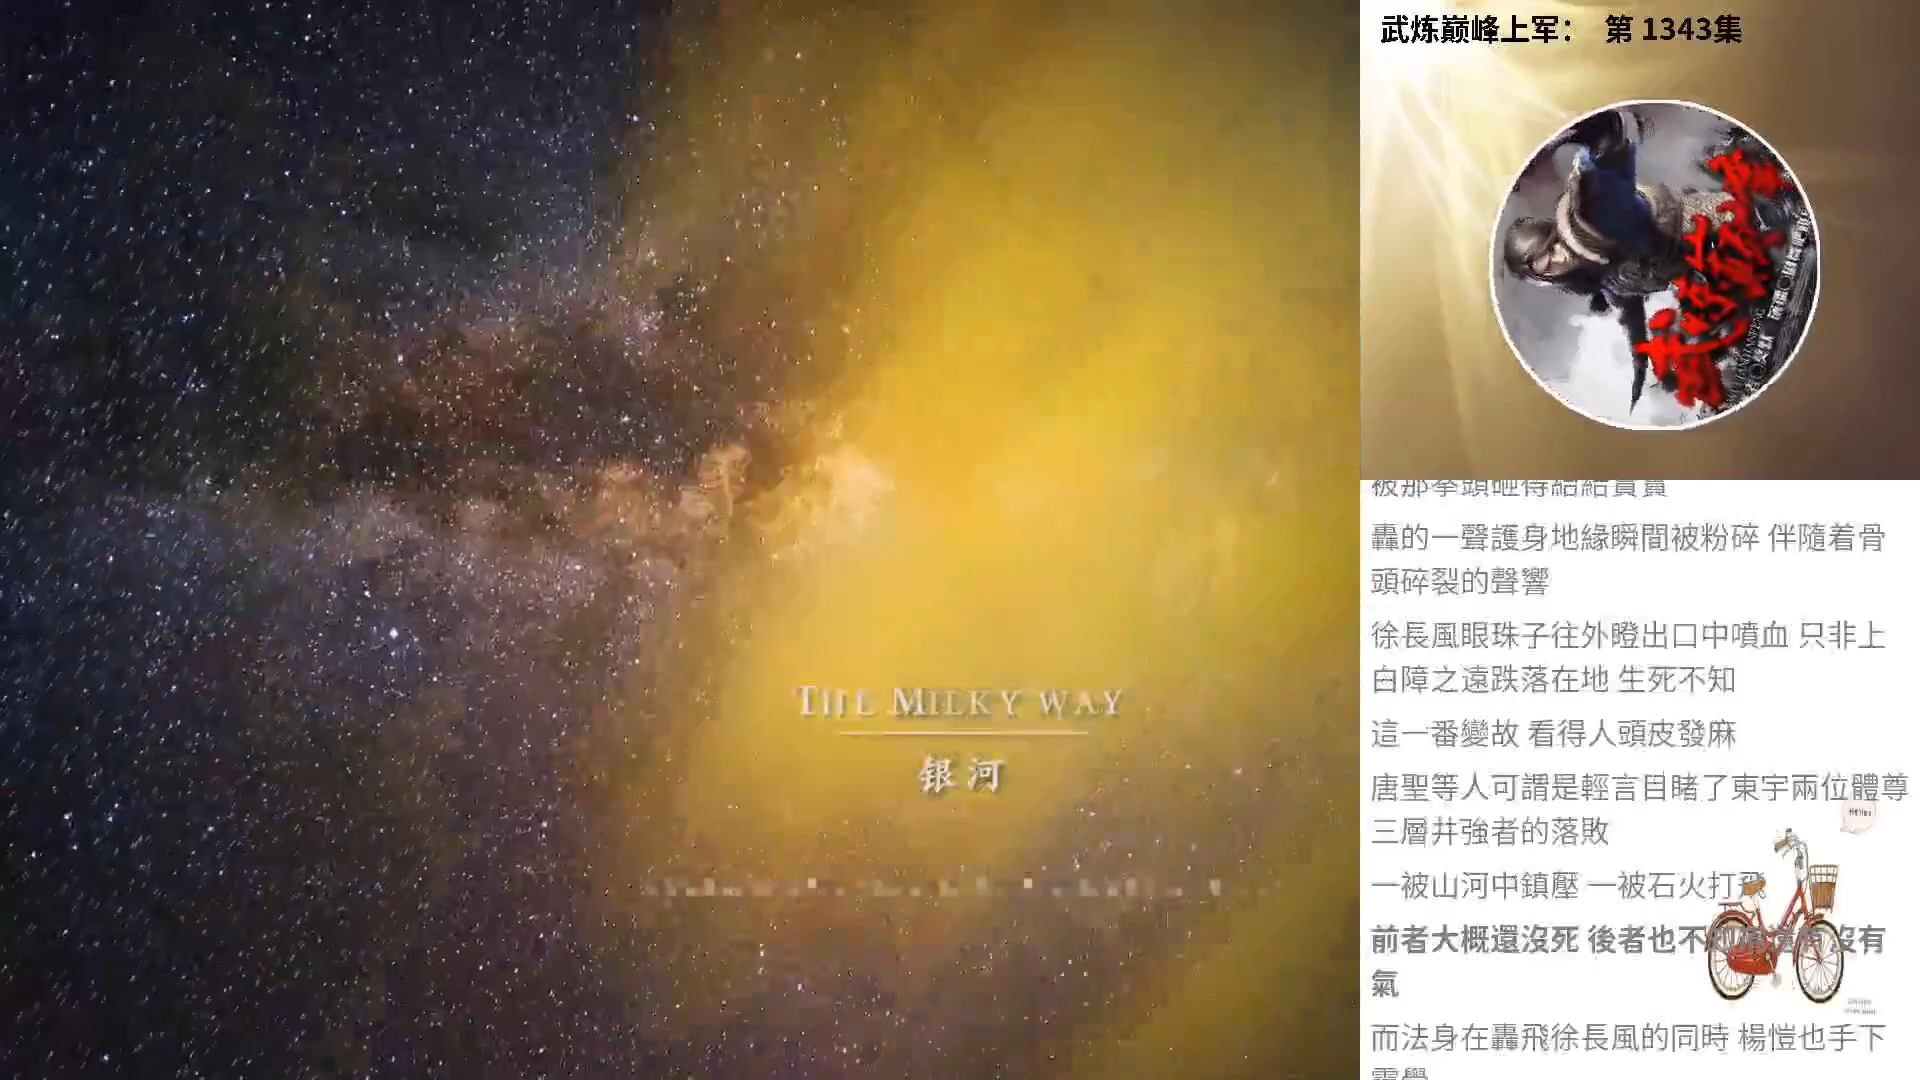 武炼巅峰上军： 第 1343集
THE MILKY WAY
银河
轟的一聲護身地緣瞬間被粉碎 伴隨着骨
頭碎裂的聲響
徐長風眼珠子往外瞪出口中噴血 只非上
白障之遠跌落在地 生死不知
這一番變故 看得人頭皮發麻
唐聖等人可謂是輕言目睹了東宇兩位體尊
三層井強者的落敗
一被山河中鎮壓 一被石火打飛
前者大概還沒死 後者也不 沒有
氣
而法身在轟飛徐長風的同時 楊愷也手下